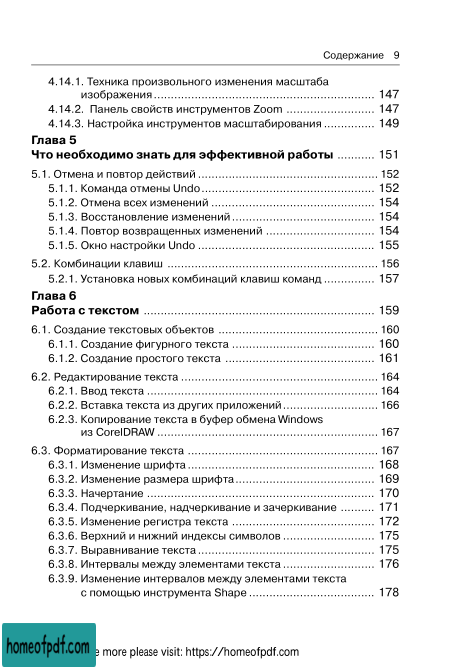 Содержание 9
4.14.1. Техника произвольного изменения масштаба
изображения ........ 147
4.14.2. Панель свойств инструментов Zoom ........ 147
4.14.3. Настройка инструментов масштабирования ........ 149
Глава 5
Что необходимо знать для эффективной работы ........ 151
5.1. Отмена и повтор действий ........ 152
5.1.1. Команда отмены Undo ........ 152
5.1.2. Отмена всех изменений ........ 154
5.1.3. Восстановление изменений ........ 154
5.1.4. Повтор возвращенных изменений ........ 154
5.1.5. Окно настройки Undo ........ 155
5.2. Комбинации клавиш ........ 156
5.2.1. Установка новых комбинаций клавиш команд ........ 157
Глава 6
Работа с текстом ........ 159
6.1. Создание текстовых объектов ........ 160
6.1.1. Создание фигурного текста ........ 160
6.1.2. Создание простого текста ........ 161
6.2. Редактирование текста ........ 164
6.2.1. Ввод текста ........ 164
6.2.2. Вставка текста из других приложений ........ 166
6.2.3. Копирование текста в буфер обмена Windows
из CorelDRAW ........ 167
6.3. Форматирование текста ........ 167
6.3.1. Изменение шрифта ........ 168
6.3.2. Изменение размера шрифта ........ 169
6.3.3. Начертание ........ 170
6.3.4. Подчеркивание, надчеркивание и зачеркивание ........ 171
6.3.5. Изменение регистра текста ........ 172
6.3.6. Верхний и нижний индексы символов ........ 175
6.3.7. Выравнивание текста ........ 175
6.3.8. Интервалы между элементами текста ........ 176
6.3.9. Изменение интервалов между элементами текста
с помощью инструмента Shape ........ 178
homeofpdf.com
e more please visit: https://homeofpdf.com